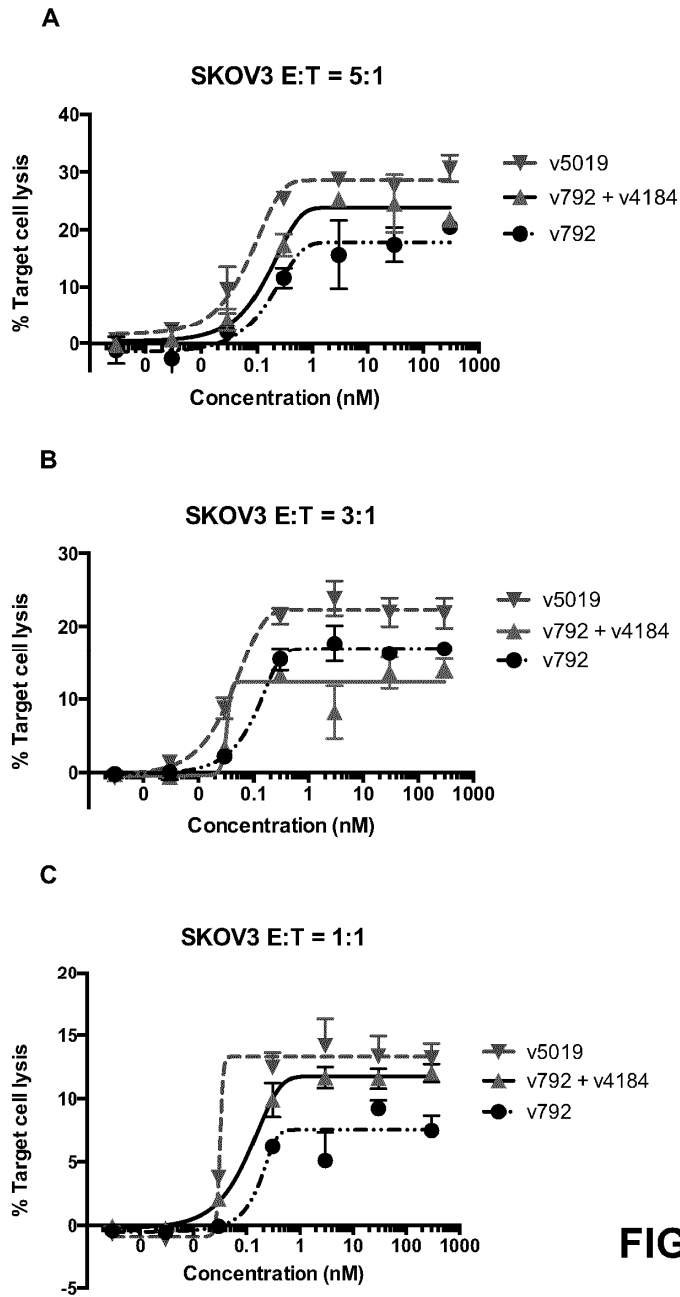 A
SKOV3 E:T = 5:1
% Target cell lysis
40
30
20
10
0
0 0 0.1 1 10 100 1000
Concentration (nM)
v5019
v792 + v4184
v792
B
SKOV3 E:T = 3:1
% Target cell lysis
30
20
10
0
0 0 0.1 1 10 100 1000
Concentration (nM)
v5019
v792 + v4184
v792
C
SKOV3 E:T = 1:1
% Target cell lysis
20
15
10
5
0
-5
0 0 0.1 1 10 100 1000
Concentration (nM)
v5019
v792 + v4184
v792
FIG